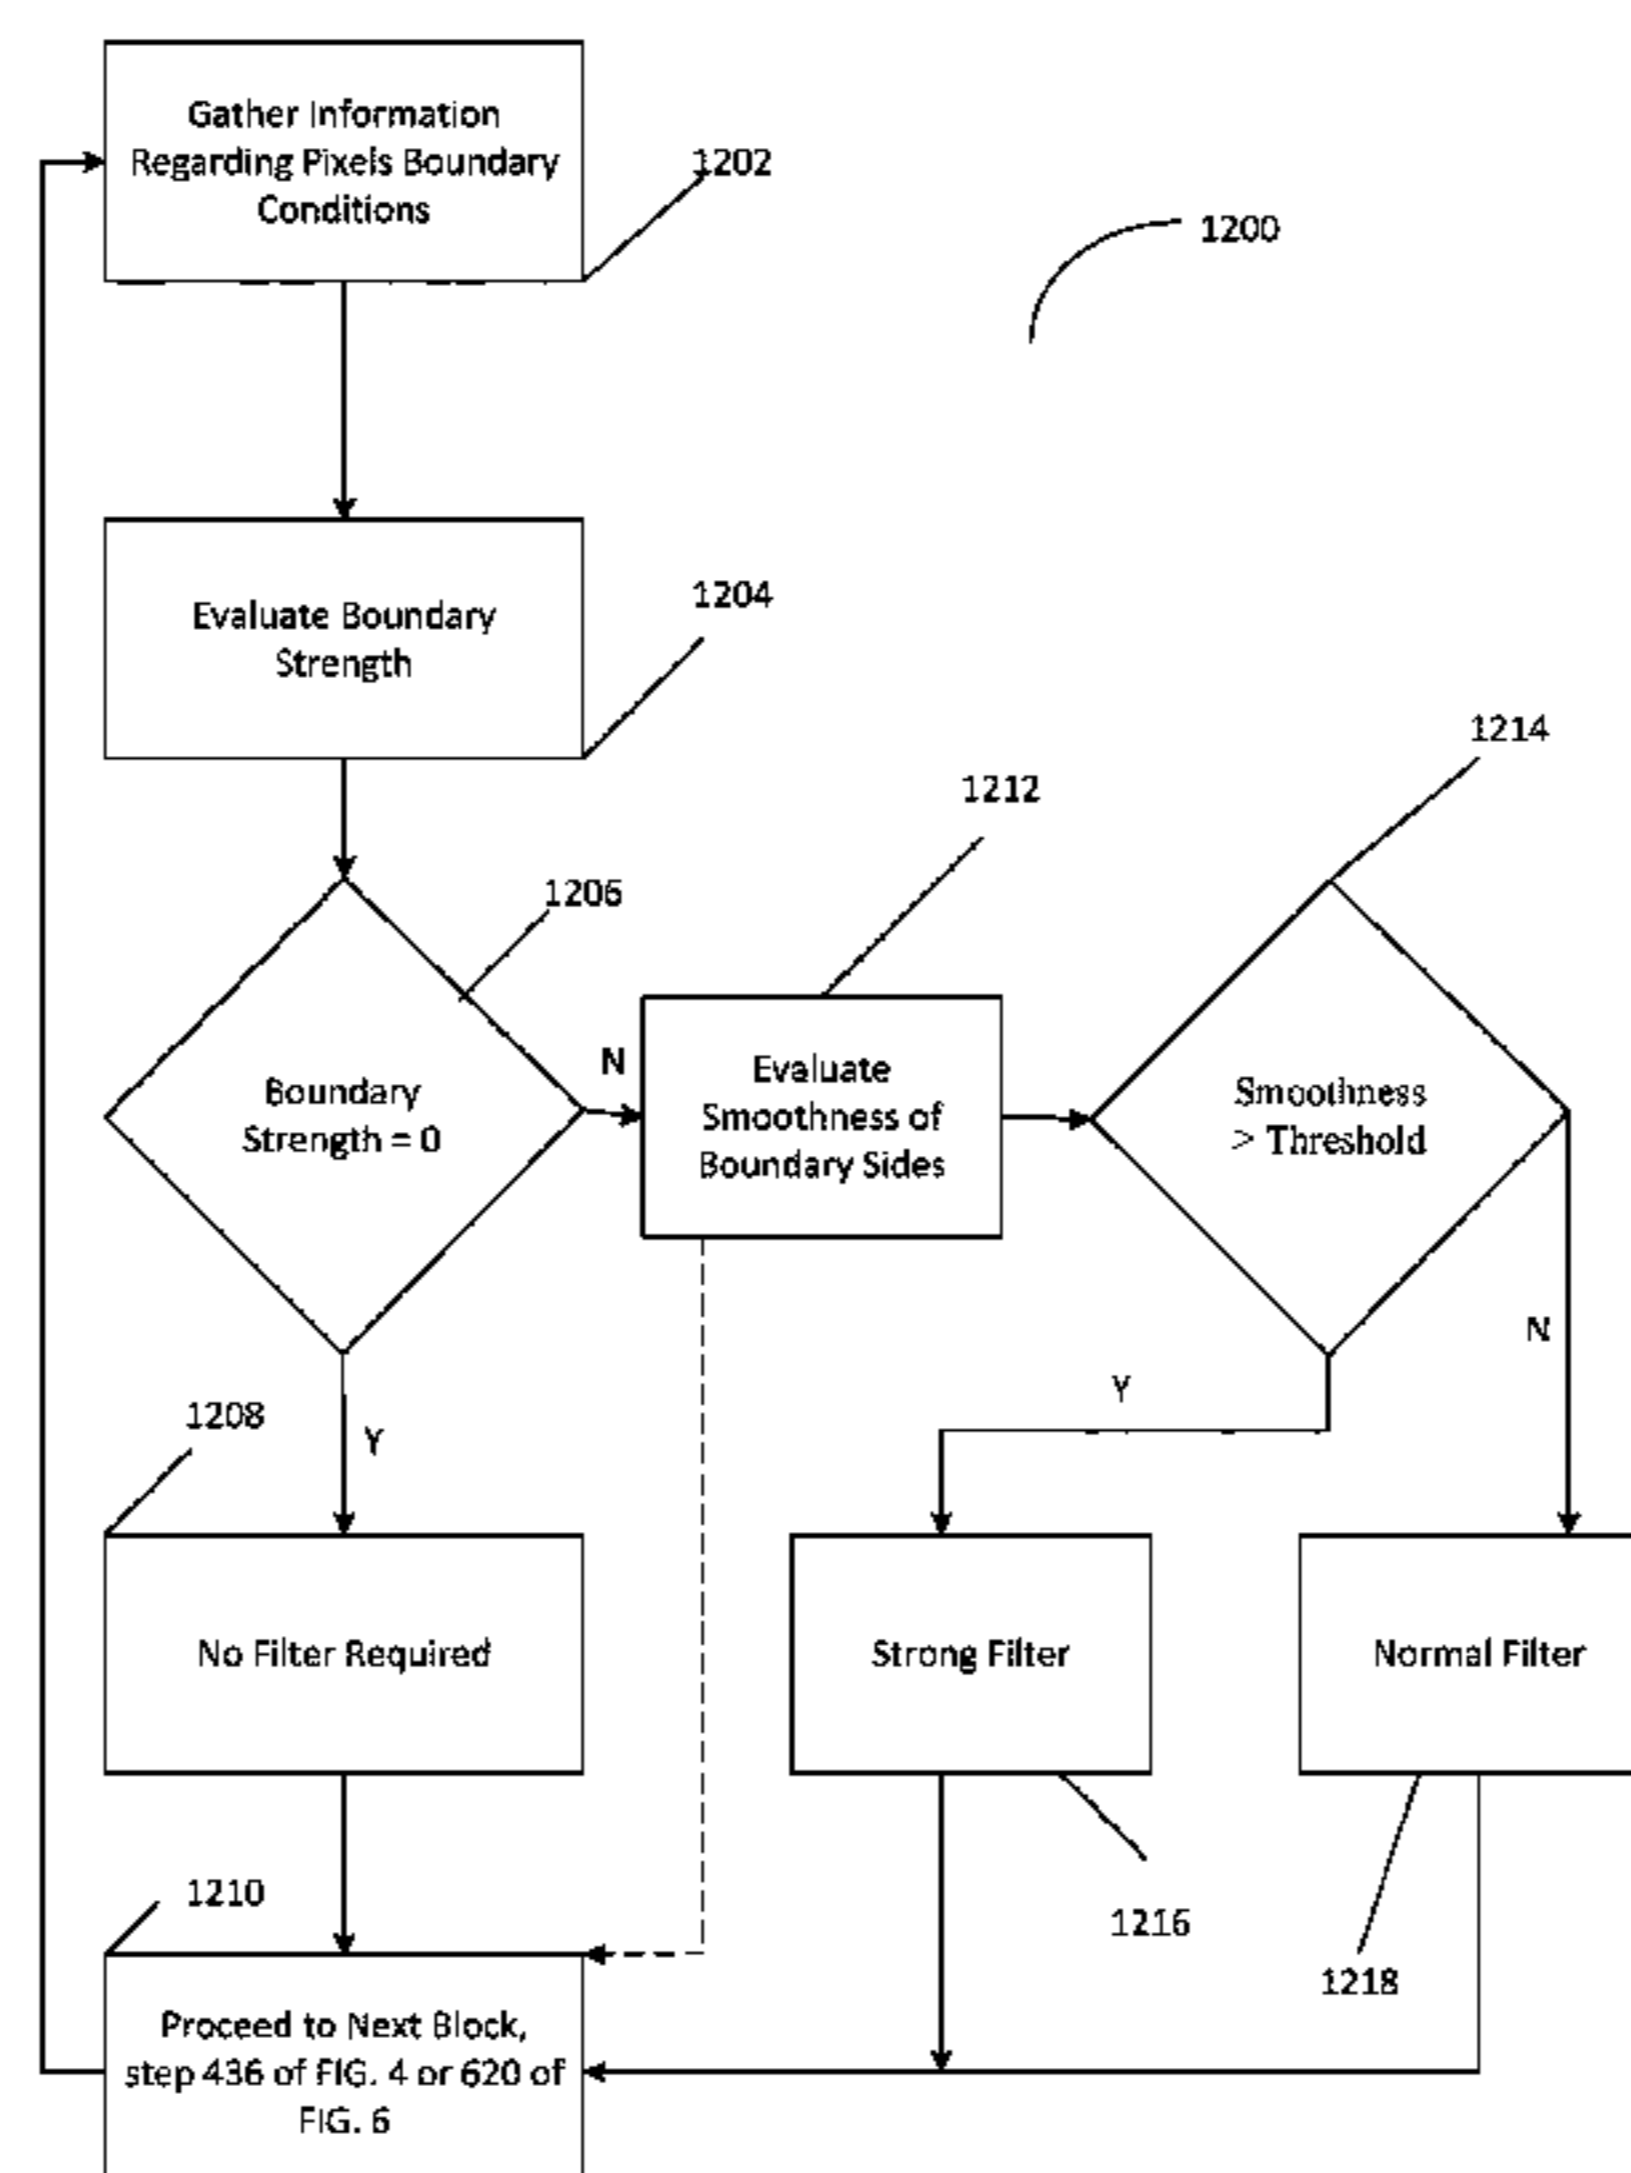 Gather Information
Regarding Pixels Boundary
Conditions
1202
1200
Evaluate Boundary
Strength
1204
1206
Boundary
Strength = 0
N
1212
Evaluate
Smoothness of
Boundary Sides
1214
Smoothness
> Threshold
N
Y
1208
Y
No Filter Required
Strong Filter
Normal Filter
1210
1216
1218
Proceed to Next Block,
step 436 of FIG. 4 or 620 of
FIG. 6